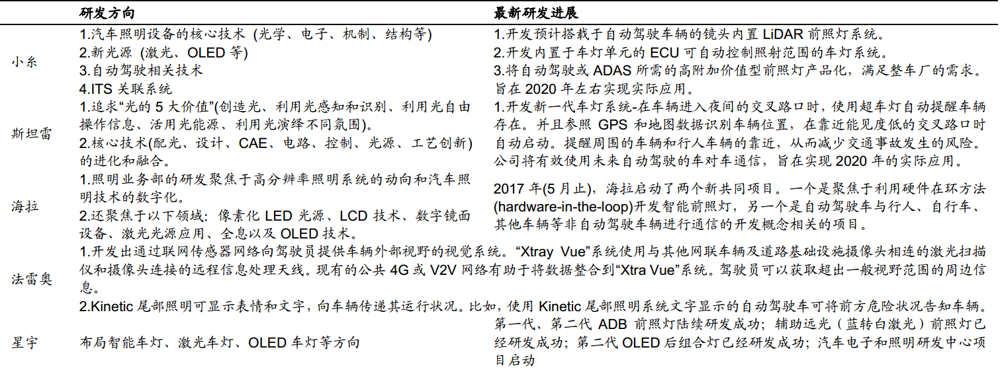 研发方向 最新研发进展
小糸
1.汽车照明设备的核心技术 (光学、电子、机制、结构等)
2.新光源 (激光、OLED 等)
3.自动驾驶相关技术
4.ITS 关联系统
1.开发预计搭载于自动驾驶车辆的镜头内置 LiDAR 前照灯系统。
2.开发内置于车灯单元的 ECU 可自动控制照射范围的车灯系统。
3.将自动驾驶或 ADAS 所需的高附加价值型前照灯产品化，满足整车厂的需求。
旨在 2020 年左右实现实际应用。
斯坦雷
1.追求“光的 5 大价值”(创造光、利用光感知和识别、利用光自由
操作信息、活用光能源、利用光演绎不同氛围)。
2.核心技术(配光、设计、CAE、电路、控制、光源、工艺创新)
的进化和融合。
1.开发新一代车灯系统-在车辆进入夜间的交叉路口时，使用超车灯自动提醒车辆
存在。并且参照 GPS 和地图数据识别车辆位置，在靠近能见度低的交叉路口时
自动启动。提醒周围的车辆和行人车辆的靠近，从而减少交通事故发生的风险。
公司将有效使用未来自动驾驶的车对车通信，旨在实现 2020 年的实际应用。
海拉
1.照明业务部的研发聚焦于高分辨率照明系统的动向和汽车照
明技术的数字化。
2.还聚焦于以下领域：像素化 LED 光源、LCD 技术、数字镜面
设备、激光光源应用、全息以及 OLED 技术。
2017 年(5 月止)，海拉启动了两个新共同项目。一个是聚焦于利用硬件在环方法
(hardware-in-the-loop)开发智能前照灯，另一个是自动驾驶车与行人、自行车、
其他车辆等非自动驾驶车辆进行通信的开发概念相关的项目。
法雷奥
1.开发出通过联网传感器网络向驾驶员提供车辆外部视野的视觉系统。“Xtray Vue”系统使用与其他网联车辆及道路基础设施摄像头相连的激光扫描
仪和摄像头连接的远程信息处理天线。现有的公共 4G 或 V2V 网络有助于将数据整合到“Xtra Vue”系统。驾驶员可以获取超出一般视野范围的周边信
息。
2.Kinetic 尾部照明可显示表情和文字，向车辆传递其运行状况。比如，使用 Kinetic 尾部照明系统文字显示的自动驾驶车可将前方危险状况告知车辆。
星宇
布局智能车灯、激光车灯、OLED 车灯等方向
第一代、第二代 ADB 前照灯陆续研发成功；辅助远光（蓝转白激光）前照灯已
经研发成功；第二代 OLED 后组合灯已经研发成功；汽车电子和照明研发中心项
目启动